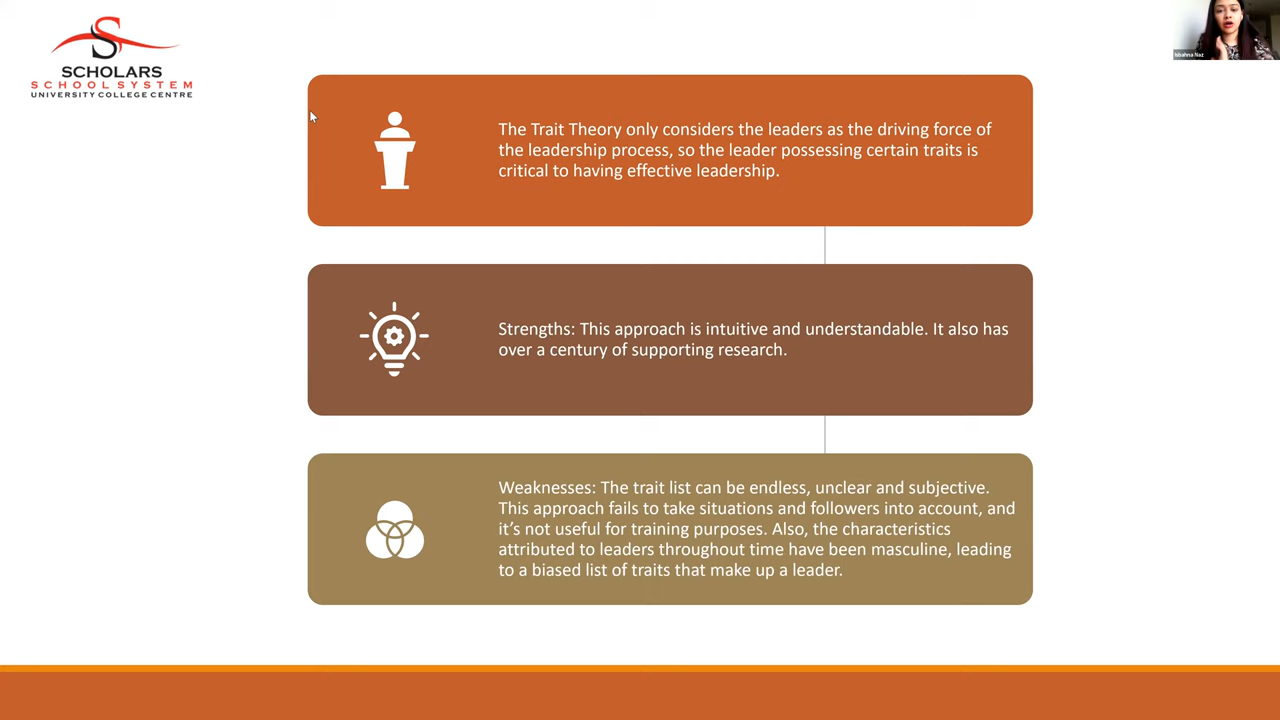 S
SCHOLARS
SCHOOL SYSTEM
UNIVERSITY COLLEGE CENTRE
Isbahna Naz
The Trait Theory only considers the leaders as the driving force of
the leadership process, so the leader possessing certain traits is
critical to having effective leadership.
Strengths: This approach is intuitive and understandable. It also has
over a century of supporting research.
Weaknesses: The trait list can be endless, unclear and subjective.
This approach fails to take situations and followers into account, and
it’s not useful for training purposes. Also, the characteristics
attributed to leaders throughout time have been masculine, leading
to a biased list of traits that make up a leader.